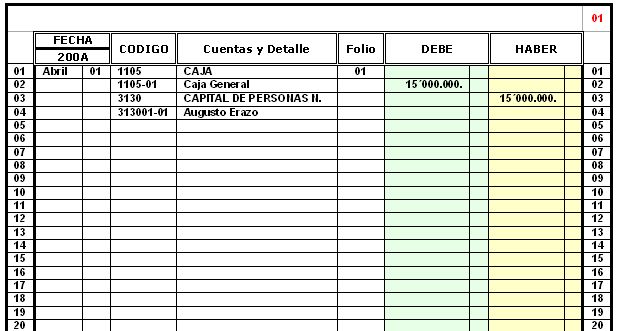 01
FECHA CODIGO Cuentas y Detalle Folio DEBE HABER
200A
01 Abril 01 1105 CAJA 01 01
02 1105-01 Caja General 15´000.000. 02
03 3130 CAPITAL DE PERSONAS N. 15´000.000. 03
04 313001-01 Augusto Erazo 04
05 05
06 06
07 07
08 08
09 09
10 10
11 11
12 12
13 13
14 14
15 15
16 16
17 17
18 18
19 19
20 20